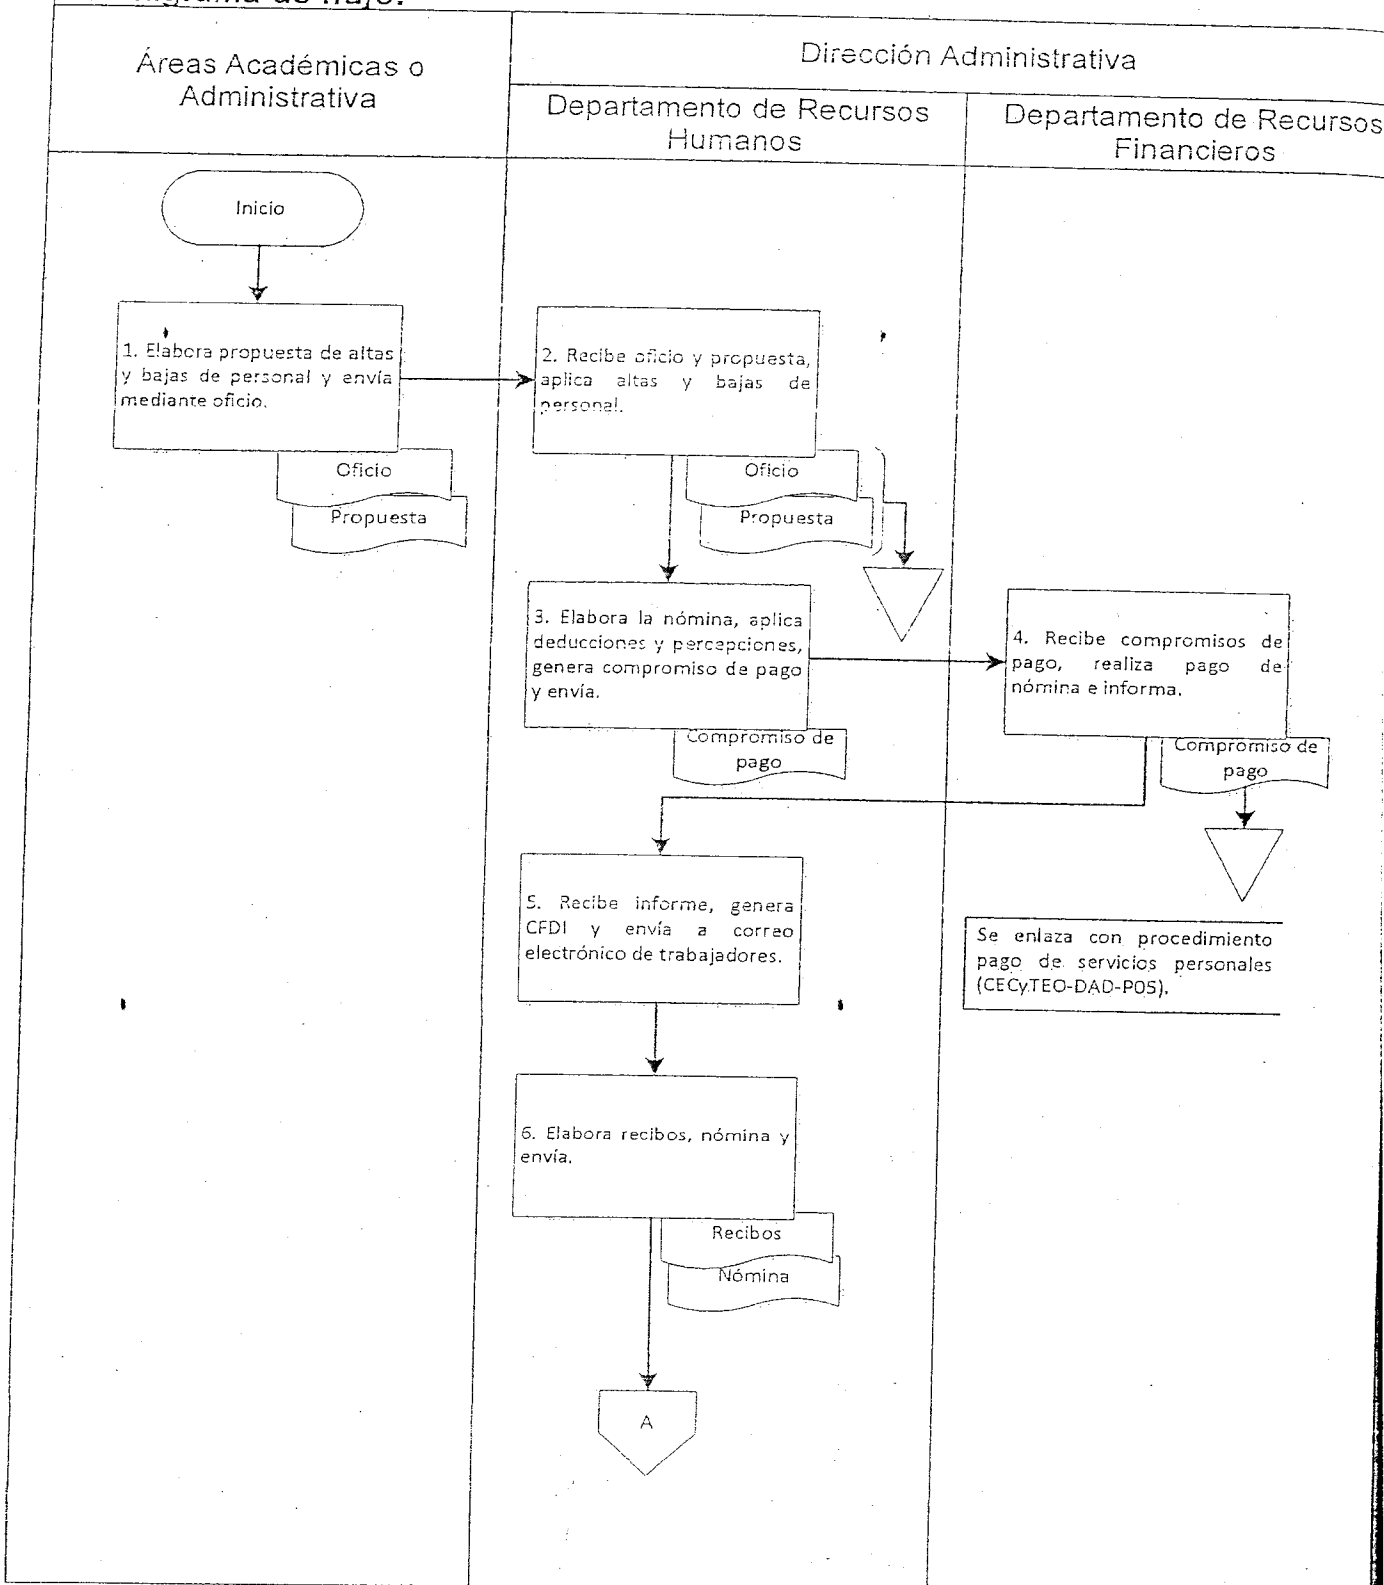 de flujo.
Áreas Académicas o
Administrativa
Dirección Administrativa
Departamento de Recursos
Humanos
Departamento de Recursos
Financieros
Inicio
1. Elabora propuesta de altas
y bajas de personal y envía
mediante oficio.
Oficio
Propuesta
2. Recibe oficio y propuesta,
aplica altas y bajas de
personal.
Oficio
Propuesta
3. Elabora la nómina, aplica
deducciones y percepciones,
genera compromiso de pago
y envía.
Compromiso de
pago
4. Recibe compromisos de
pago, realiza pago de
nómina e informa.
Compromiso de
pago
5. Recibe informe, genera
CFDI y envía a correo
electrónico de trabajadores.
Se enlaza con procedimiento
pago de servicios personales
(CECyTEO-DAD-P05).
6. Elabora recibos, nómina y
envía.
Recibos
Nómina
A